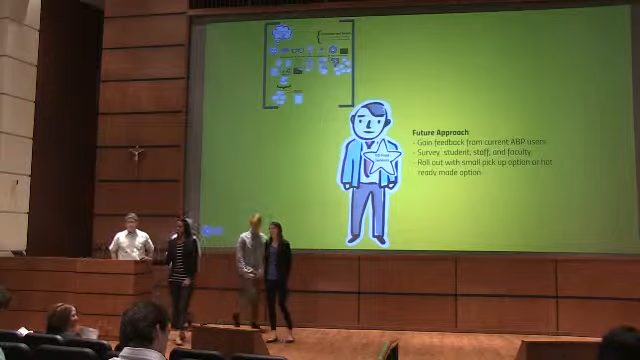 Future Approach
- Gain feedback from current ABP users.
- Survey, student, staff, and faculty.
- Roll out with small pick up option or hot
ready made option